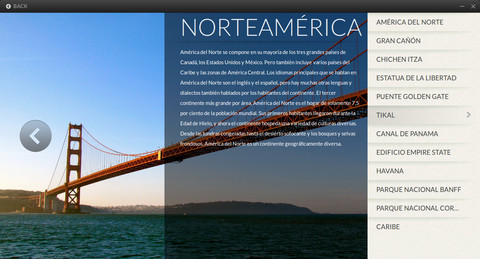 BACK
NORTEAMÉRICA
América del Norte se compone en su mayoría de los tres grandes países de
Canadá, los Estados Unidos y México. Pero también incluye varios países del
Caribe y las zonas de América Central. Los idiomas principales que se hablan en
América del Norte son el inglés y el español, pero hay muchas otras lenguas y
dialectos también hablados por los habitantes del continente. El tercer
continente más grande por área, América del Norte es el hogar de solamente 7.5
por ciento de la población mundial. Sus primeros habitantes llegaron durante la
Edad de Hielo, y ahora el continente hospeda una variedad de culturas diversas.
Desde las tundras congeladas hasta el desierto sofocante y los bosques y selvas
frondosos, América del Norte es un continente geográficamente diversa.
AMÉRICA DEL NORTE
GRAN CAÑÓN
CHICHEN ITZA
ESTATUA DE LA LIBERTAD
PUENTE GOLDEN GATE
TIKAL
CANAL DE PANAMA
EDIFICIO EMPIRE STATE
HAVANA
PARQUE NACIONAL BANFF
PARQUE NACIONAL COR...
CARIBE